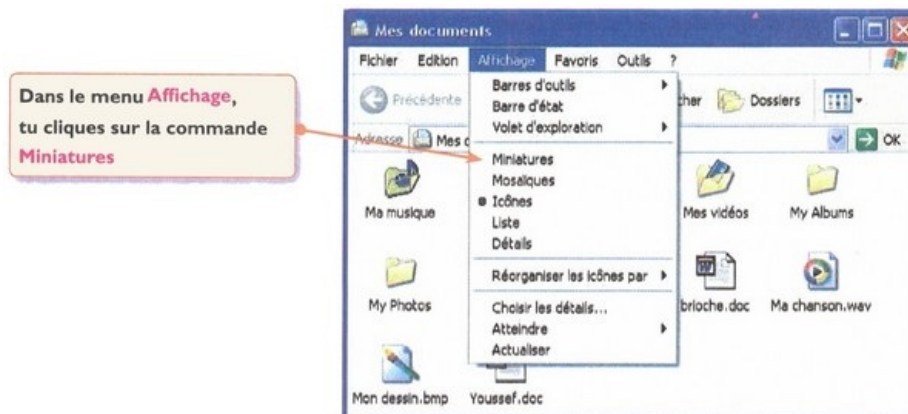 Mes documents
Fichier Edition Affichage Favoris Outils ?
Dans le menu Affichage,
tu cliques sur la commande
Miniatures
Précédente
cher Dossiers
Adresse Mes d
OK
Barres d'outils
Barre d'état
Volet d'exploration
Miniatures
Mosaïques
Icônes
Liste
Détails
Réorganiser les icônes par
Choisir les détails...
Atteindre
Actualiser
Ma musique
Mes vidéos
My Albums
My Photos
brioche.doc
Ma chanson.wav
Mon dessin.bmp
Youssef.doc